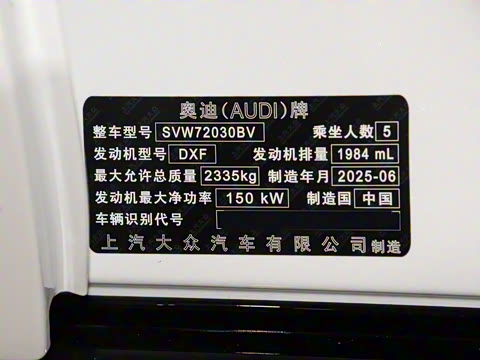 奥迪(AUDI)牌
整车型号 SVW72030BV 乘坐人数 5
发动机型号 DXF 发动机排量 1984 mL
最大允许总质量 2335kg 制造年月 2025-06
发动机最大净功率 150 kW 制造国 中国
车辆识别代号
上汽大众汽车有限公司 制造